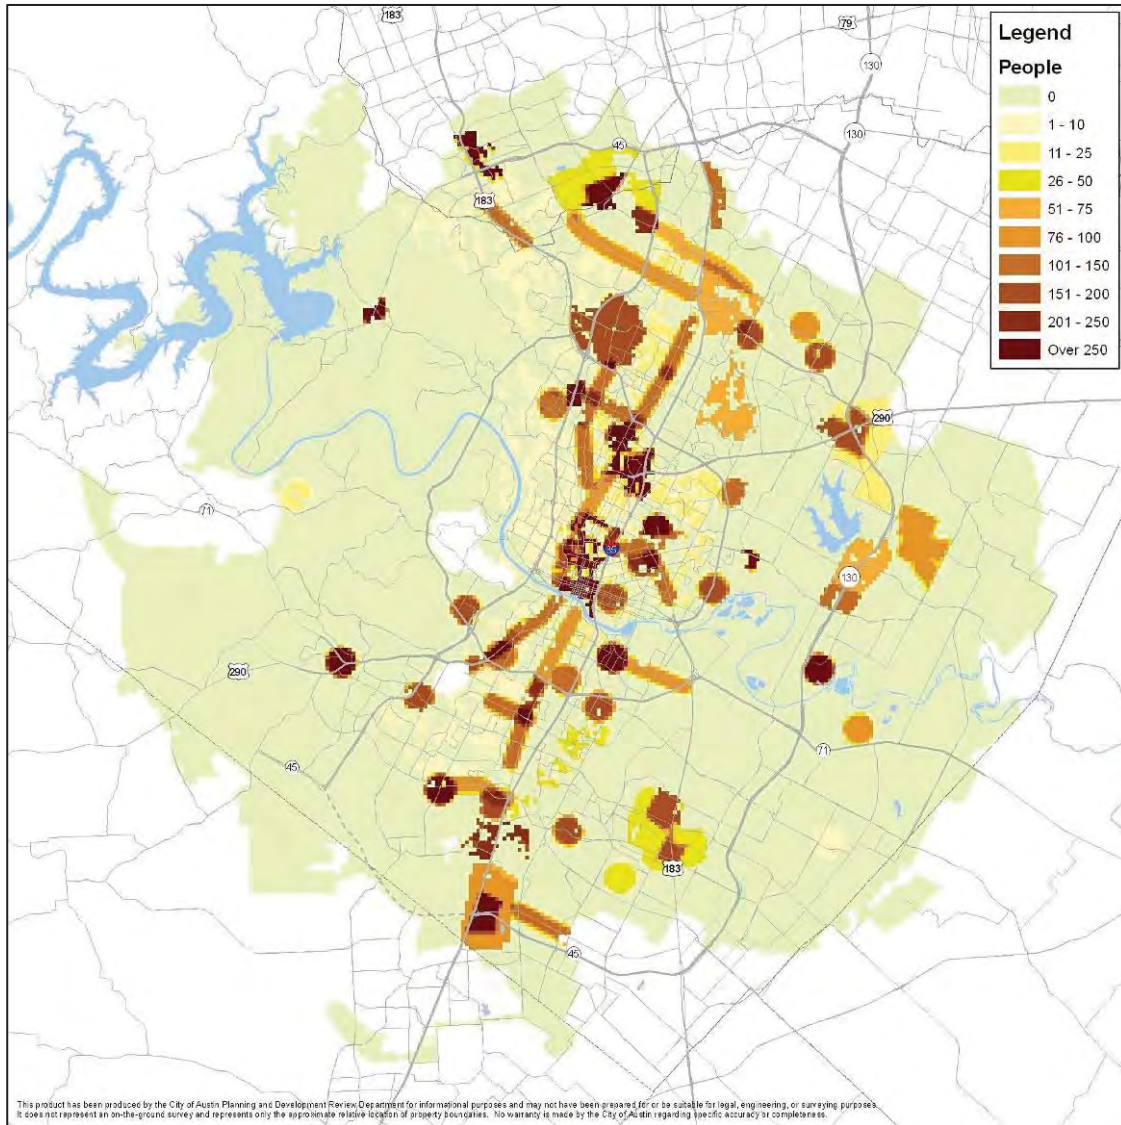 183
79
130
Legend
People
0
1 - 10
11 - 25
26 - 50
51 - 75
76 - 100
101 - 150
151 - 200
201 - 250
Over 250
130
45
183
290
71
35
130
290
71
45
183
45
This product has been produced by the City of Austin Planning and Development Review Department for informational purposes and may not have been prepared for or be suitable for legal, engineering, or surveying purposes.
It does not represent an on-the-ground survey and represents only the approximate relative location of property boundaries. No warranty is made by the City of Austin regarding specific accuracy or completeness.